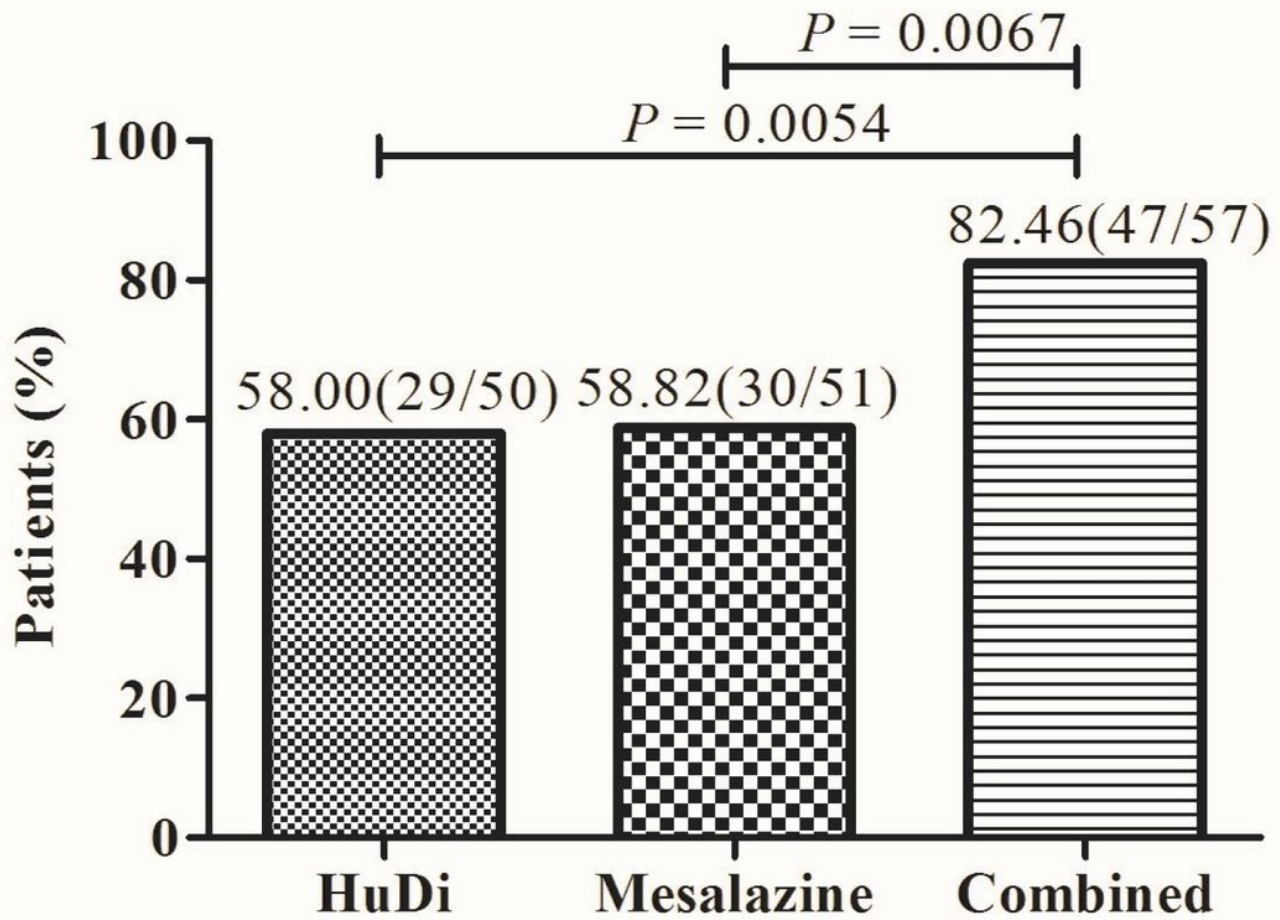 P = 0.0067
P = 0.0054
100
82.46(47/57)
80
58.00(29/50) 58.82(30/51)
60
Patients (%)
40
20
0
HuDi Mesalazine Combined